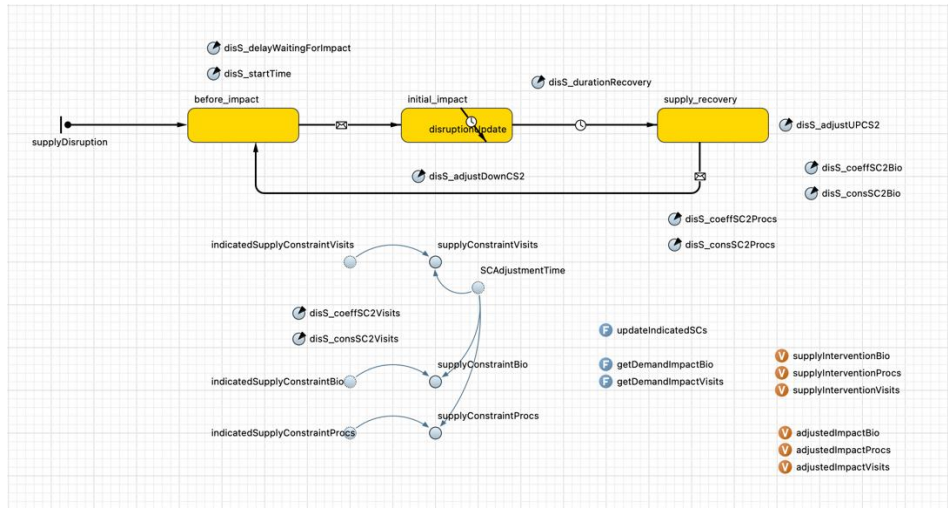 disS_delayWaitingForImpact
disS_startTime
disS_durationRecovery
before_impact
initial_impact
supply_recovery
disruptionUpdate
disS_adjustUPCS2
supplyDisruption
disS_adjustDownCS2
disS_coeffSC2Bio
disS_consSC2Bio
disS_coeffSC2Procs
disS_consSC2Procs
indicatedSupplyConstraintVisits
supplyConstraintVisits
SCAdjustmentTime
disS_coeffSC2Visits
disS_consSC2Visits
F updateIndicatedSCs
supplyConstraintBio
F getDemandImpactBio
indicatedSupplyConstraintBio
F getDemandImpactVisits
V supplyInterventionBio
V supplyInterventionProcs
V supplyInterventionVisits
supplyConstraintProcs
indicatedSupplyConstraintProcs
V adjustedImpactBio
V adjustedImpactProcs
V adjustedImpactVisits